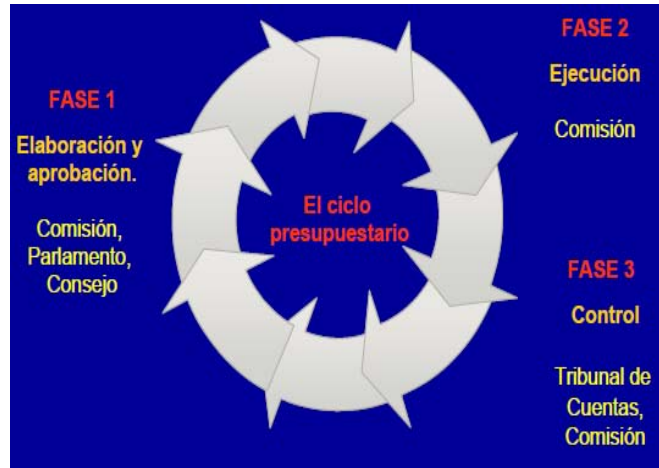 FASE 1
Elaboración y
aprobación.
Comisión,
Parlamento,
Consejo
El ciclo
presupuestario
FASE 2
Ejecución
Comisión
FASE 3
Control
Tribunal de
Cuentas,
Comisión